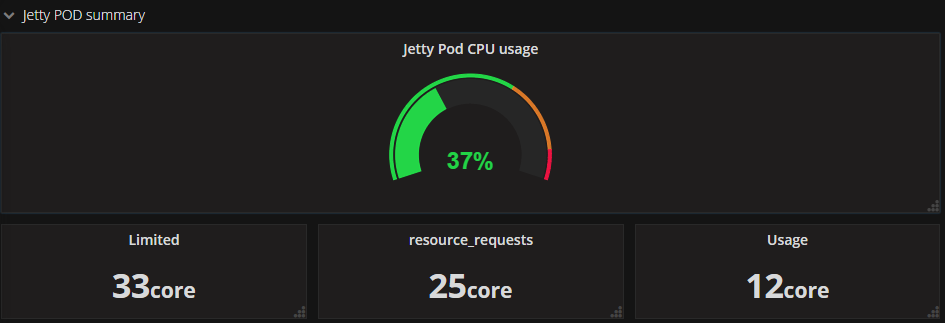 Jetty POD summary
Jetty Pod CPU usage
37%
Limited
33core
resource_requests
25core
Usage
12core